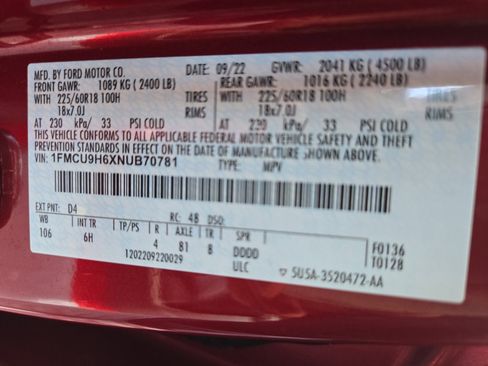 MFD. BY FORD MOTOR CO. DATE: 09/22 GVWR: 2041 KG ( 4500 LB)
FRONT GAWR: 1089 KG ( 2400 LB) REAR GAWR: 1016 KG ( 2240 LB)
WITH 225/60R18 100H TIRES WITH 225/60R18 100H TIRES
18x7.0J RIMS 18x7.0J RIMS
AT 230 kPa/ 33 PSI COLD AT 230 kPa/ 33 PSI COLD
THIS VEHICLE CONFORMS TO ALL APPLICABLE FEDERAL MOTOR VEHICLE SAFETY AND THEFT
PREVENTION STANDARDS IN EFFECT ON THE DATE OF MANUFACTURE SHOWN ABOVE.
VIN: 1FMCU9H6XNUB70781 TYPE: MPV
EXT PNT: D4 RC: 48 DSO:
WB INT TR TP/PS R AXLE TR SPR
106 6H 4 81 8 DDDD F0136
ULC T0128
1202209220029 SU5A-3520472-AA